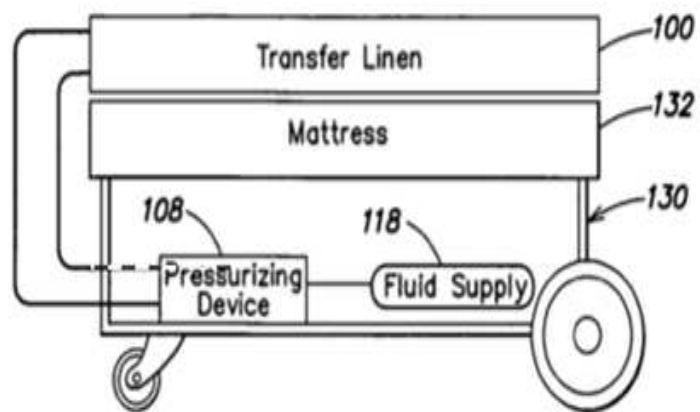 100
Transfer Linen
132
Mattress
130
108
118
Pressurizing
Device
Fluid Supply